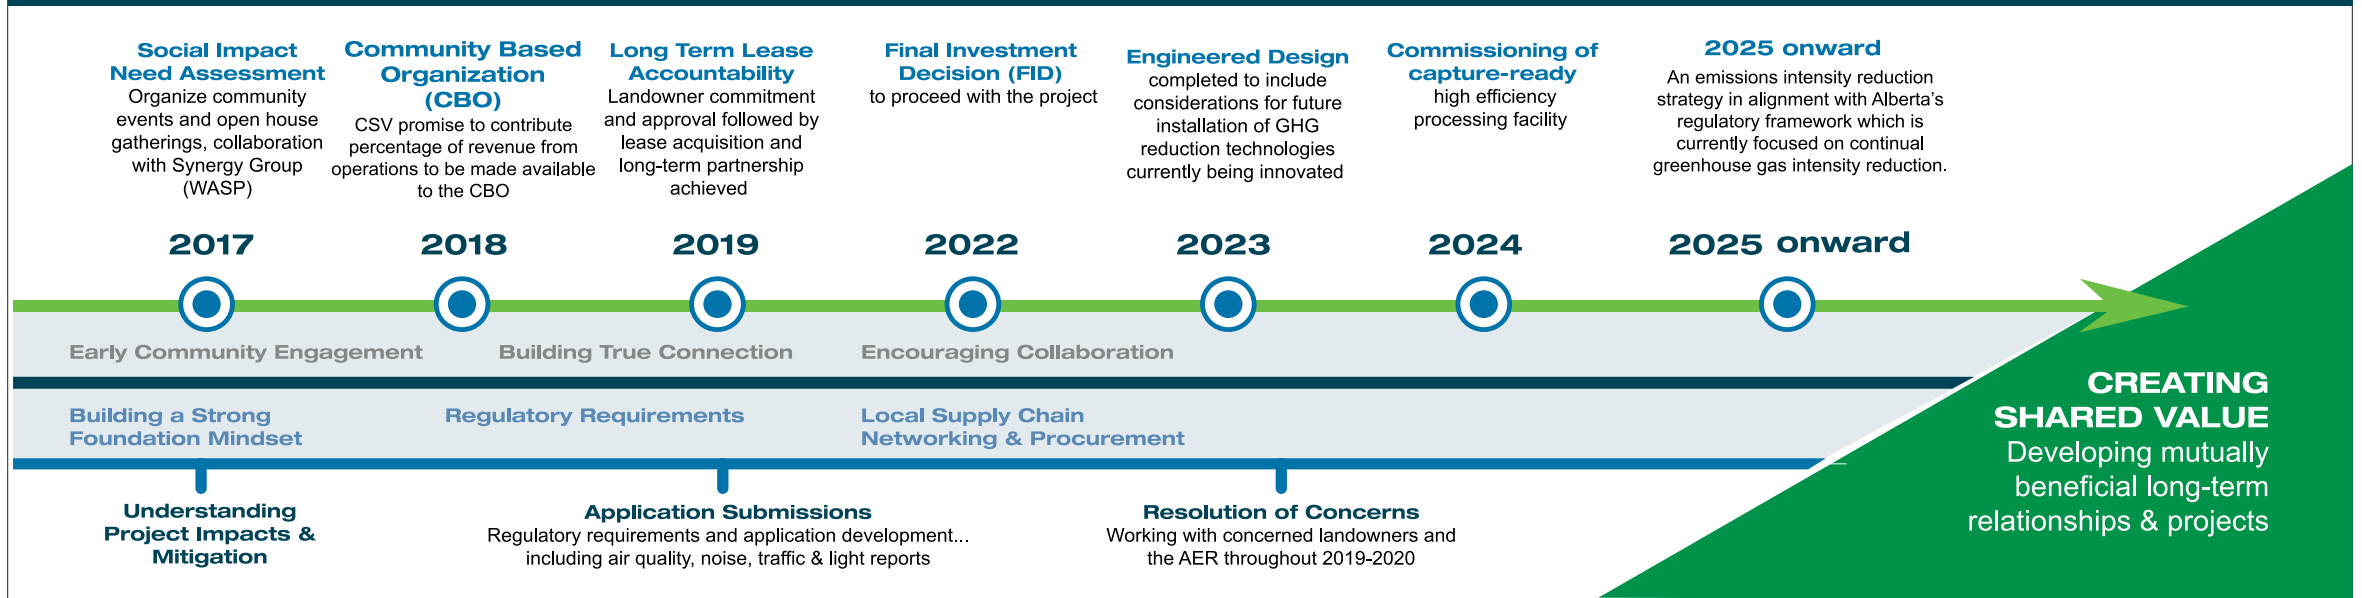 Social Impact
Need Assessment
Organize community
events and open house
gatherings, collaboration
with Synergy Group
(WASP)
Community Based
Organization
(CBO)
CSV promise to contribute
percentage of revenue from
operations to be made available
to the CBO
Long Term Lease
Accountability
Landowner commitment
and approval followed by
lease acquisition and
long-term partnership
achieved
Final Investment
Decision (FID)
to proceed with the project
Engineered Design
completed to include
considerations for future
installation of GHG
reduction technologies
currently being innovated
Commissioning of
capture-ready
high efficiency
processing facility
2025 onward
An emissions intensity reduction
strategy in alignment with Alberta’s
regulatory framework which is
currently focused on continual
greenhouse gas intensity reduction.
2017
2018
2019
2022
2023
2024
2025 onward
Early Community Engagement
Building True Connection
Encouraging Collaboration
Building a Strong
Foundation Mindset
Regulatory Requirements
Local Supply Chain
Networking & Procurement
Understanding
Project Impacts &
Mitigation
Application Submissions
Regulatory requirements and application development...
including air quality, noise, traffic & light reports
Resolution of Concerns
Working with concerned landowners and
the AER throughout 2019-2020
CREATING
SHARED VALUE
Developing mutually
beneficial long-term
relationships & projects